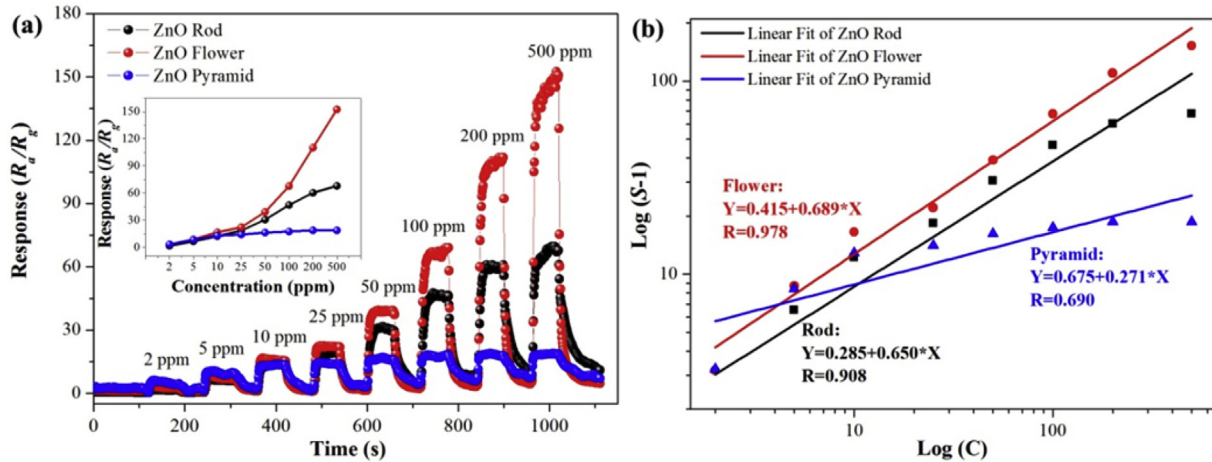 (a)
ZnO Rod
ZnO Flower
ZnO Pyramid
Response (Ra/Rg)
180
150
120
90
60
30
0
0 200 400 600 800 1000
Time (s)
2 ppm
5 ppm
10 ppm
25 ppm
50 ppm
100 ppm
200 ppm
500 ppm
Response (Ra/Rg)
150
120
90
60
30
0
2 5 10 25 50 100 200 500
Concentration (ppm)
(b)
Linear Fit of ZnO Rod
Linear Fit of ZnO Flower
Linear Fit of ZnO Pyramid
Log (S-1)
100
10
10 100
Log (C)
Flower:
Y=0.415+0.689*X
R=0.978
Pyramid:
Y=0.675+0.271*X
R=0.690
Rod:
Y=0.285+0.650*X
R=0.908